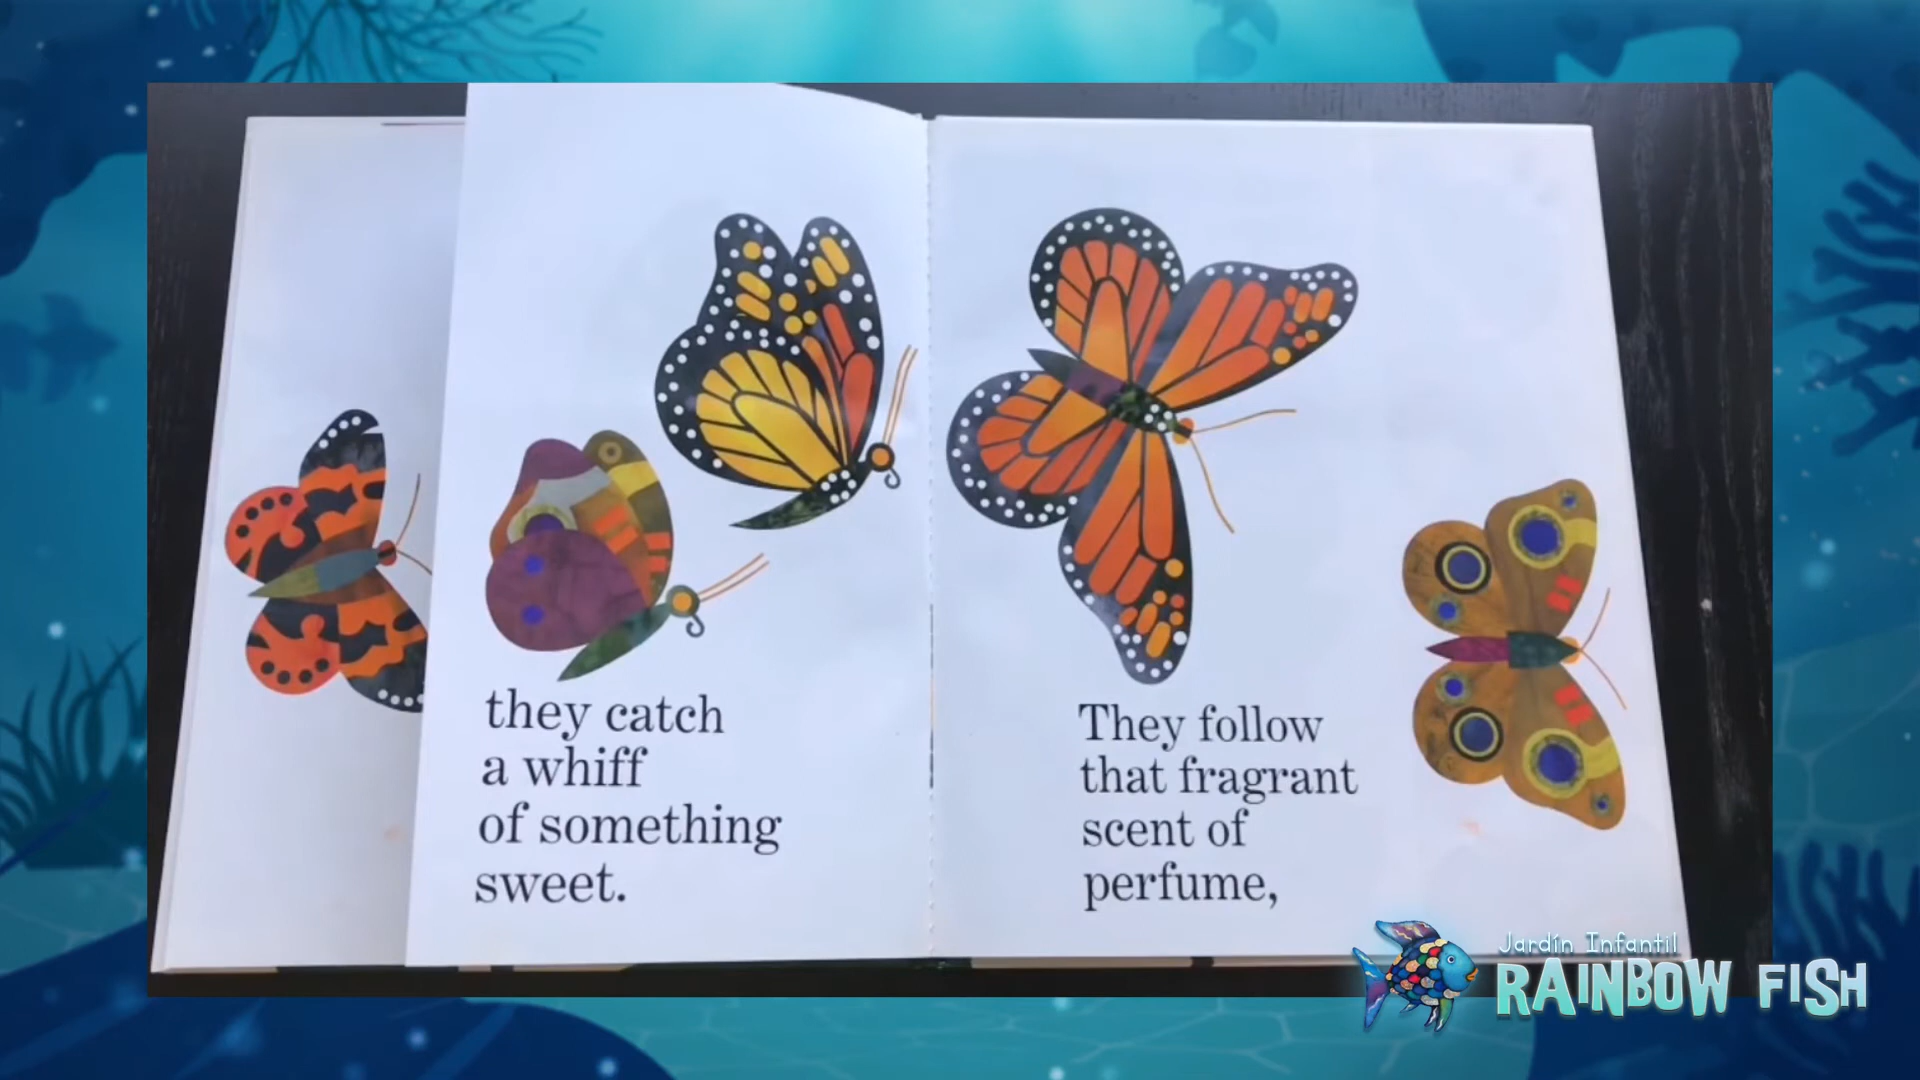 they catch
a whiff
of something
sweet.
They follow
that fragrant
scent of
perfume,
Jardín Infantil
RAINBOW FISH